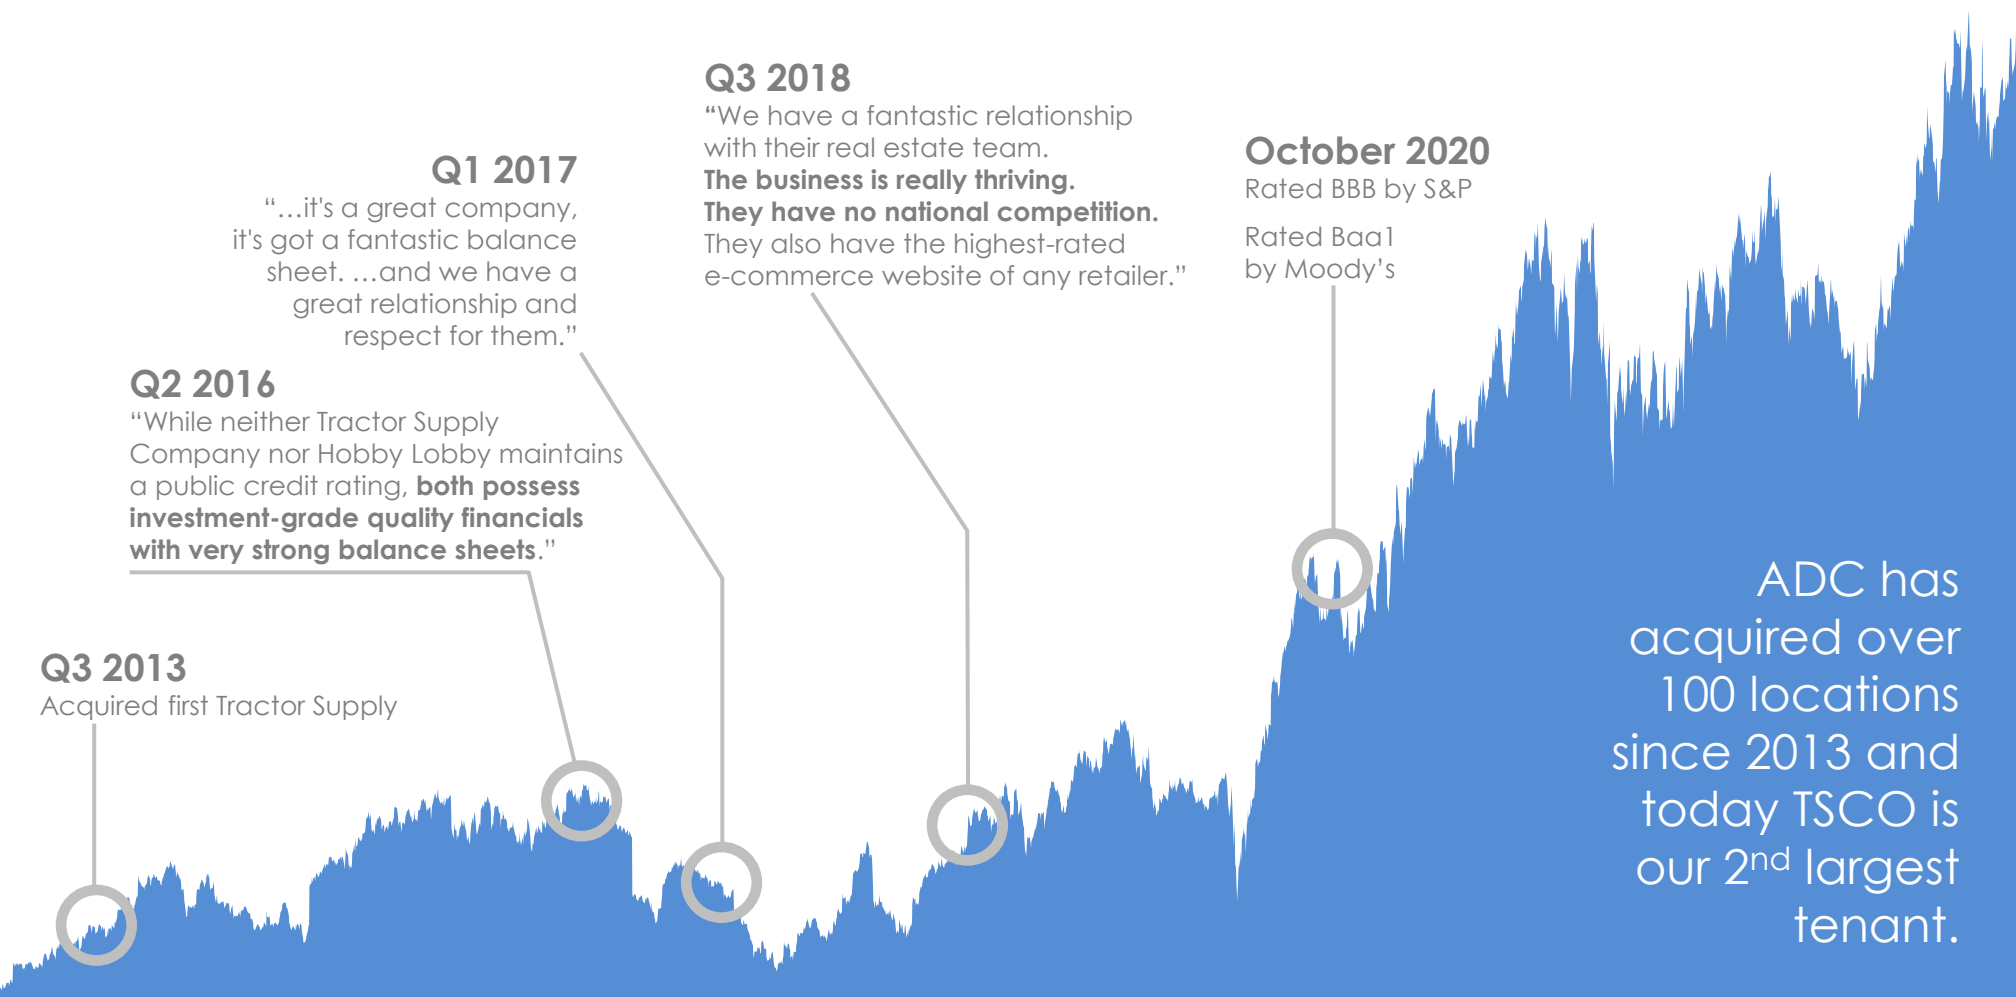 Q3 2013
Acquired first Tractor Supply
Q2 2016
“While neither Tractor Supply
Company nor Hobby Lobby maintains
a public credit rating, both possess
investment-grade quality financials
with very strong balance sheets.”
Q1 2017
“…it's a great company,
it's got a fantastic balance
sheet. …and we have a
great relationship and
respect for them.”
Q3 2018
“We have a fantastic relationship
with their real estate team.
The business is really thriving.
They have no national competition.
They also have the highest-rated
e-commerce website of any retailer.”
October 2020
Rated BBB by S&P
Rated Baa1
by Moody’s
ADC has
acquired over
100 locations
since 2013 and
today TSCO is
our 2nd largest
tenant.